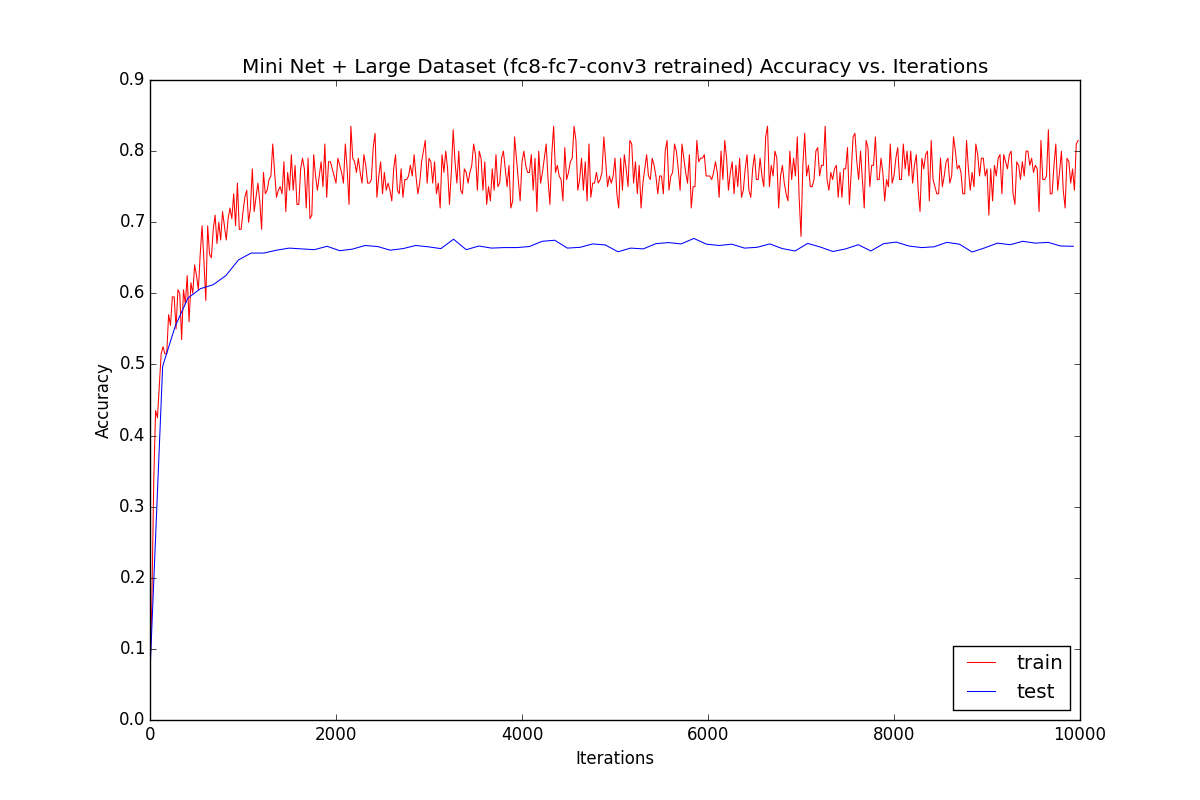 Mini Net + Large Dataset (fc8-fc7-conv3 retrained) Accuracy vs. Iterations
0.9
0.8
0.7
0.6
0.5
0.4
0.3
0.2
0.1
0.0
Accuracy
train
test
0 2000 4000 6000 8000 10000
Iterations